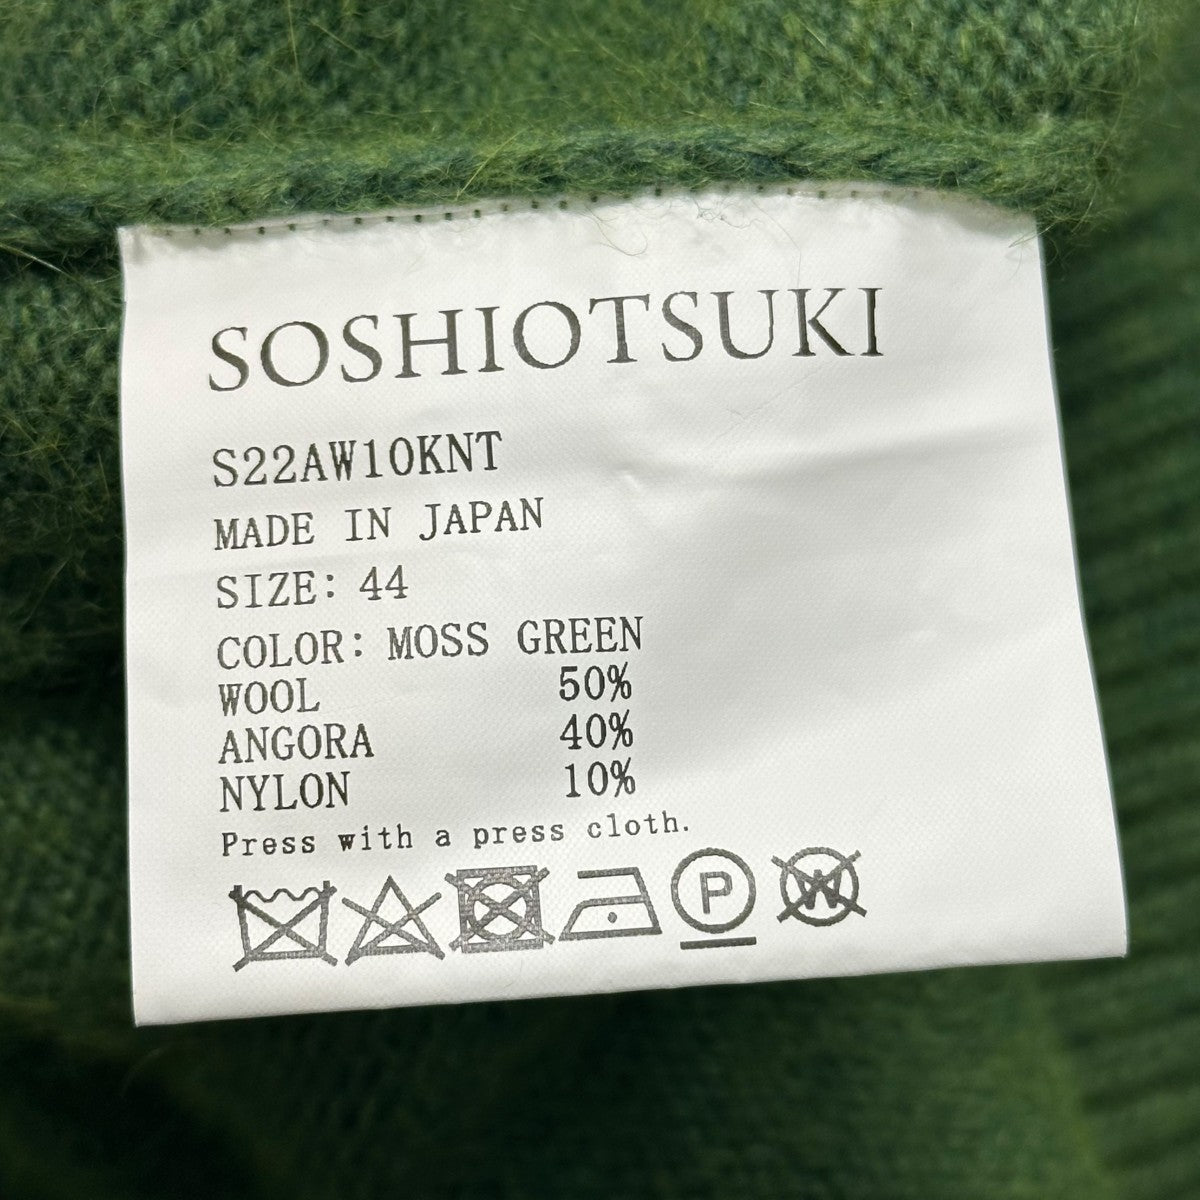 SOSHIOTSUKI
S22AW10KNT
MADE IN JAPAN
SIZE: 44
COLOR: MOSS GREEN
WOOL 50%
ANGORA 40%
NYLON 10%
Press with a press cloth.
P W